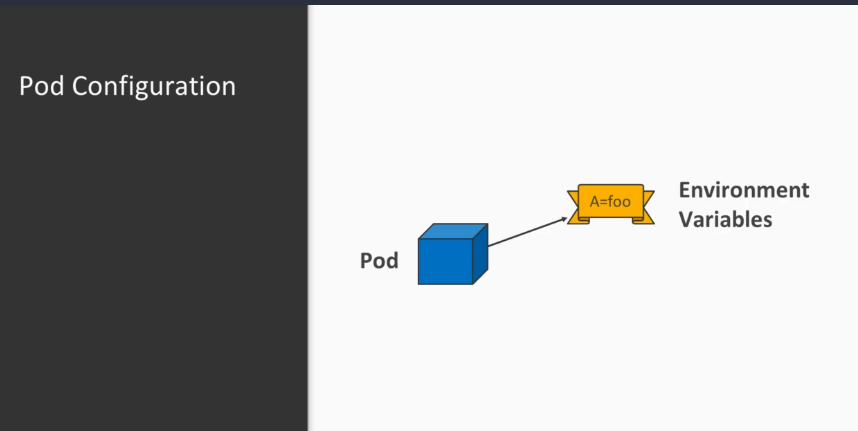 Pod Configuration
A=foo
Environment
Variables
Pod